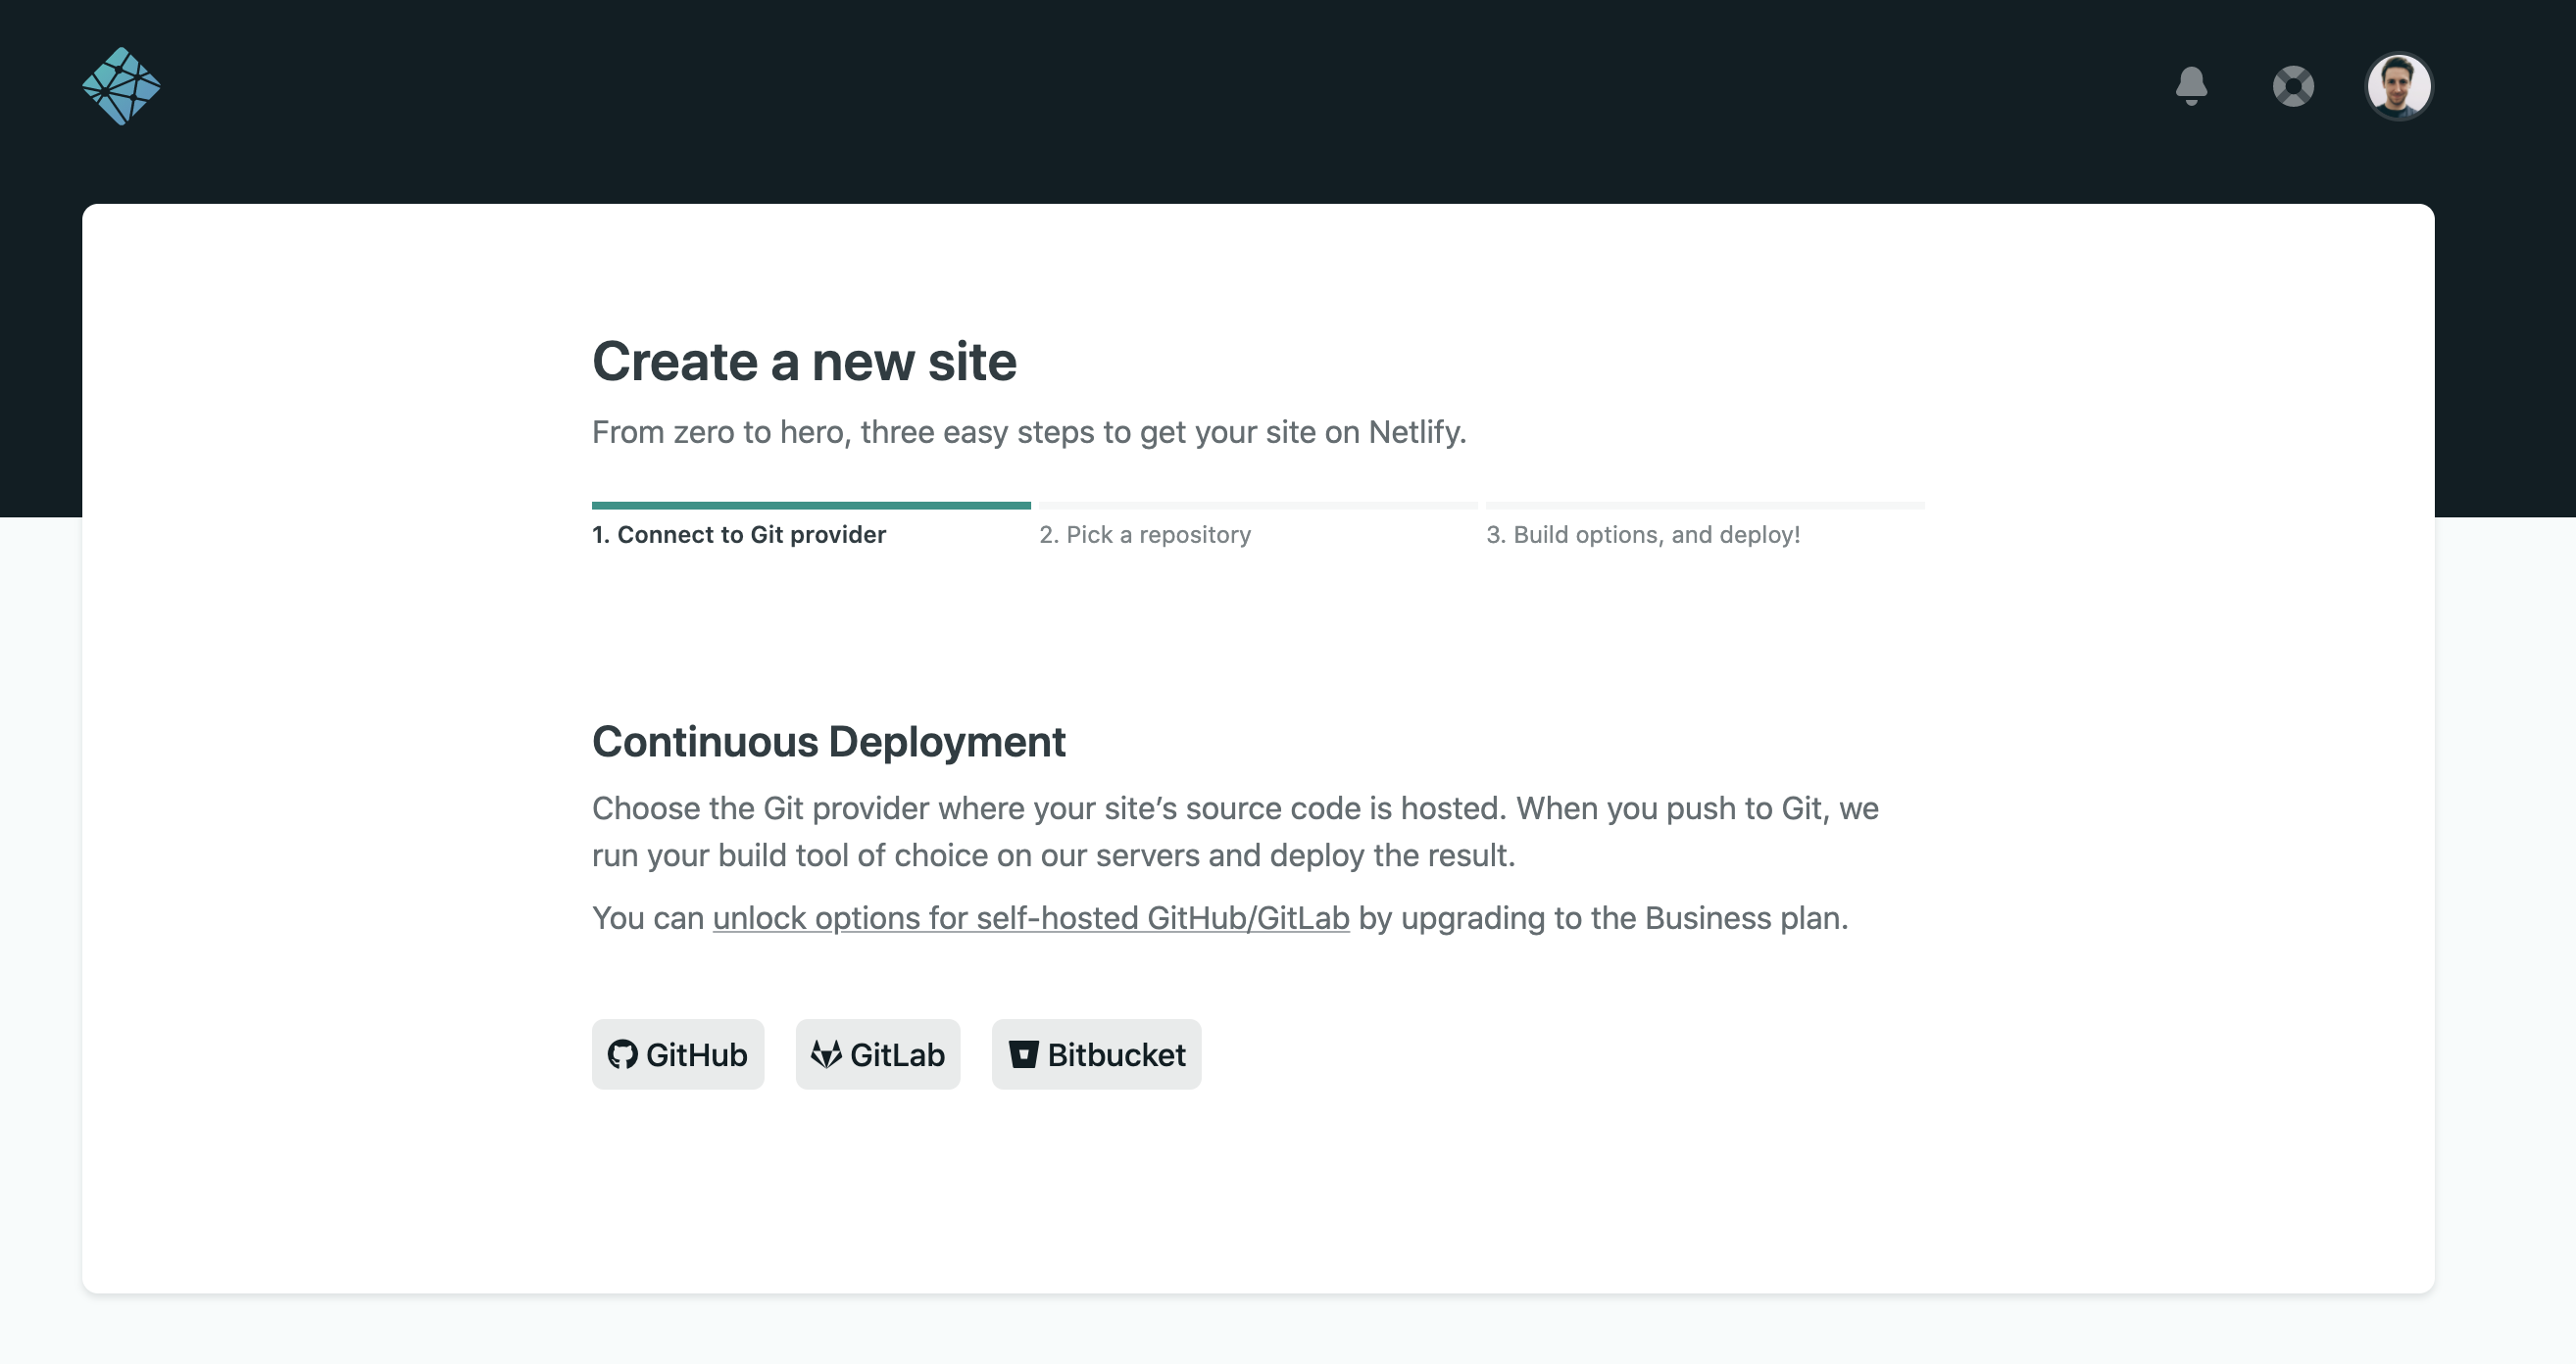 Create a new site
From zero to hero, three easy steps to get your site on Netlify.
1. Connect to Git provider
2. Pick a repository
3. Build options, and deploy!
Continuous Deployment
Choose the Git provider where your site’s source code is hosted. When you push to Git, we
run your build tool of choice on our servers and deploy the result.
You can unlock options for self-hosted GitHub/GitLab by upgrading to the Business plan.
GitHub
GitLab
Bitbucket